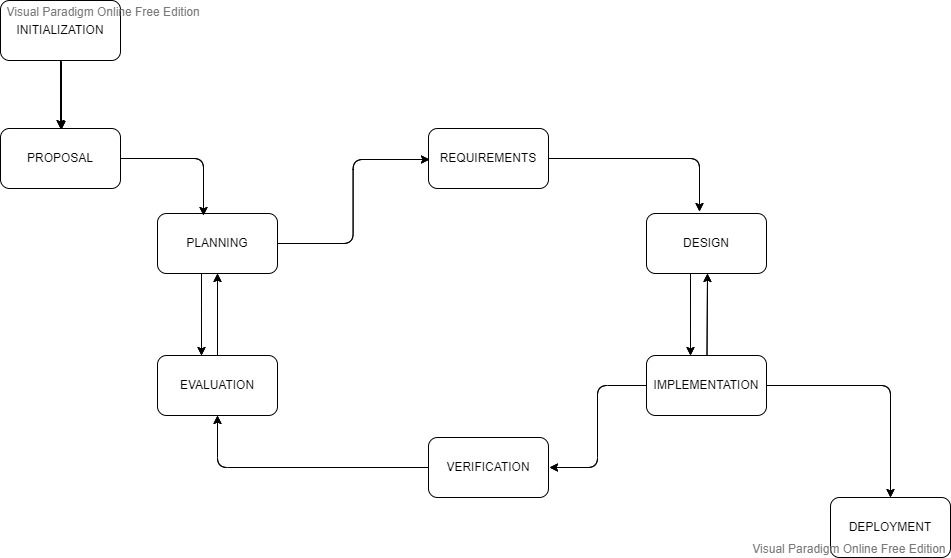 Visual Paradigm Online Free Edition
INITIALIZATION
PROPOSAL
REQUIREMENTS
PLANNING
DESIGN
EVALUATION
IMPLEMENTATION
VERIFICATION
DEPLOYMENT
Visual Paradigm Online Free Edition